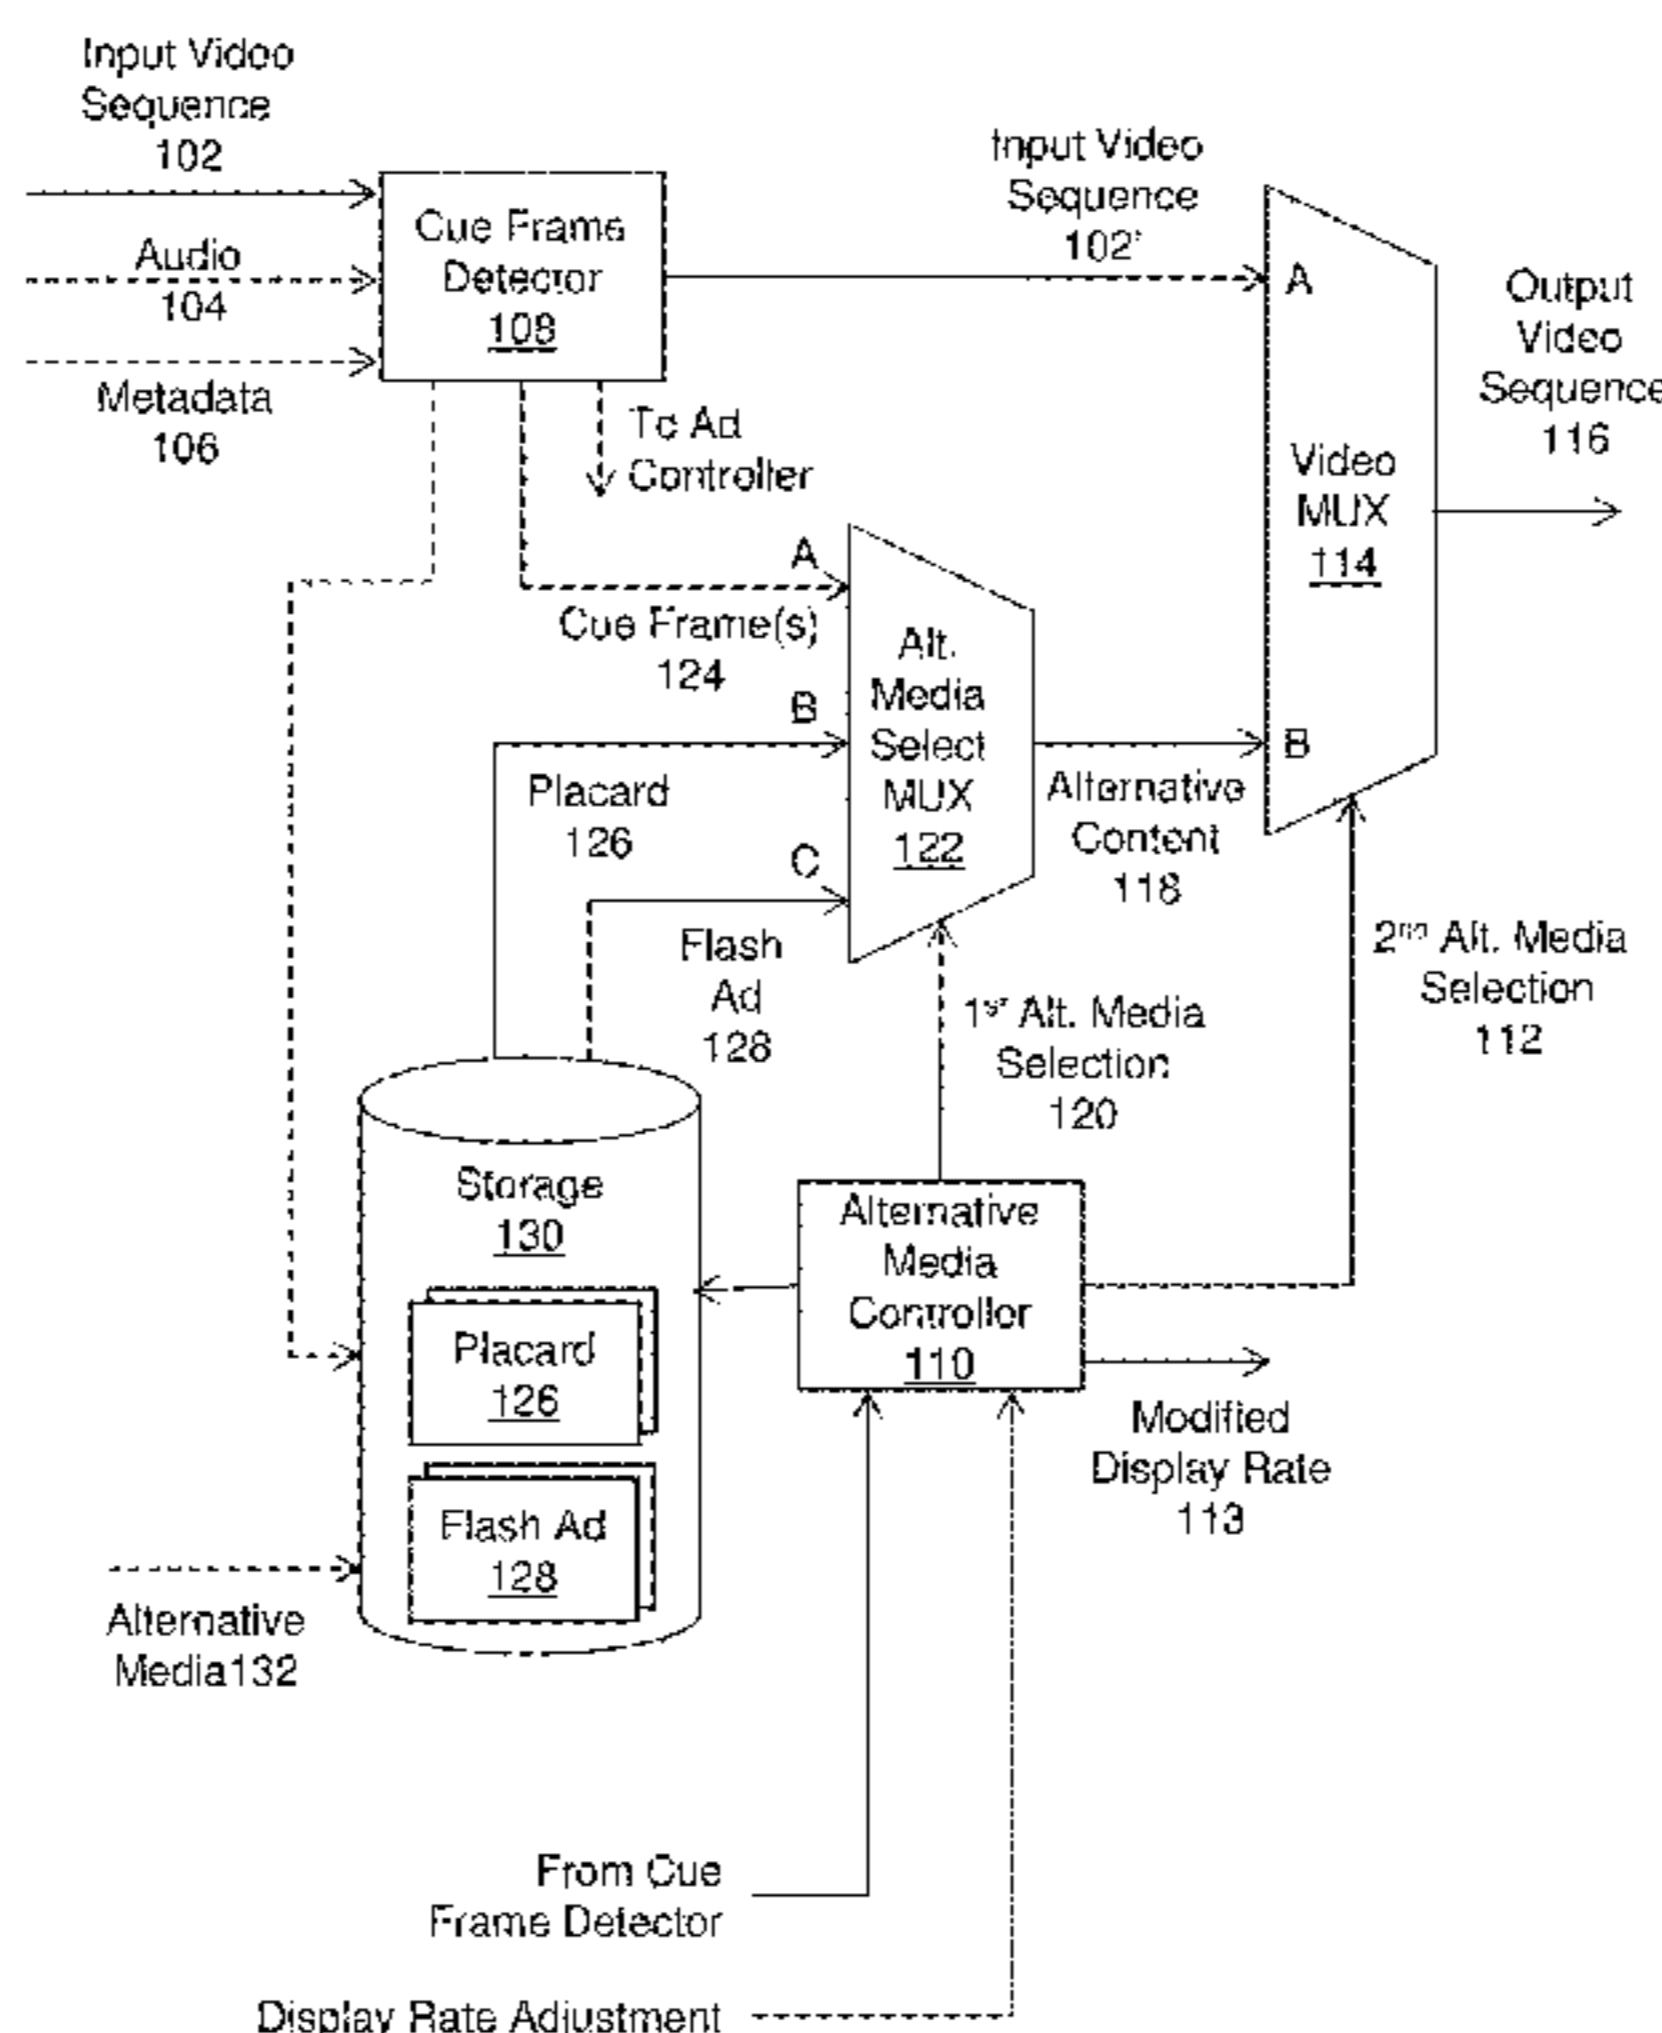 Input Video
Sequence
102
Audio
104
Metadata
106
Cue Frame
Detector
108
To Ad
Controller
Input Video
Sequence
102'
A
Video
MUX
114
B
Output
Video
Sequence
116
A
Cue Frame(s)
124
B
Placard
126
C
Flash
Ad
128
Alt.
Media
Select
MUX
122
Alternative
Content
118
2nd Alt. Media
Selection
112
1st Alt. Media
Selection
120
Storage
130
Placard
126
Flash Ad
128
Alternative
Media132
Alternative
Media
Controller
110
Modified
Display Rate
113
From Cue
Frame Detector
Display Rate Adjustment